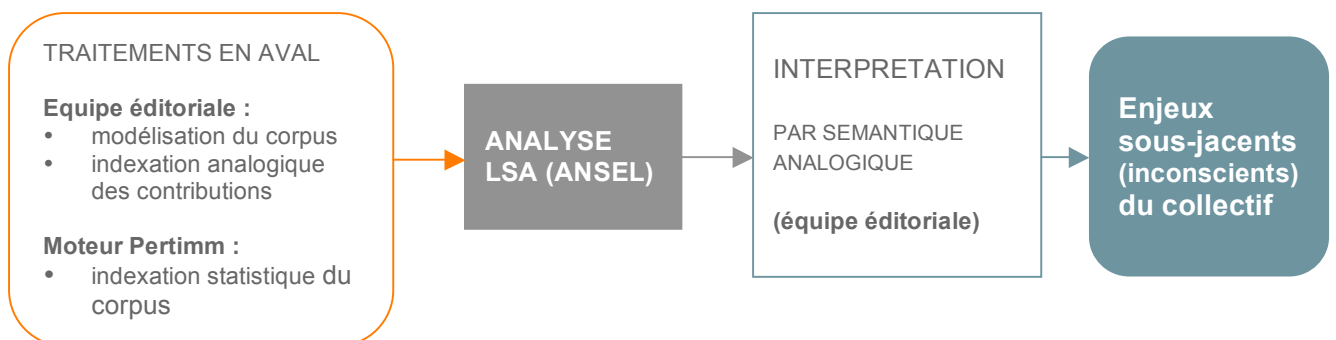 TRAITEMENTS EN AVAL
Equipe éditoriale :
• modélisation du corpus
• indexation analogique
des contributions
Moteur Pertimm :
• indexation statistique du
corpus
ANALYSE
LSA (ANSEL)
INTERPRETATION
PAR SEMANTIQUE
ANALOGIQUE
(équipe éditoriale)
Enjeux
sous-jacents
(inconscients)
du collectif